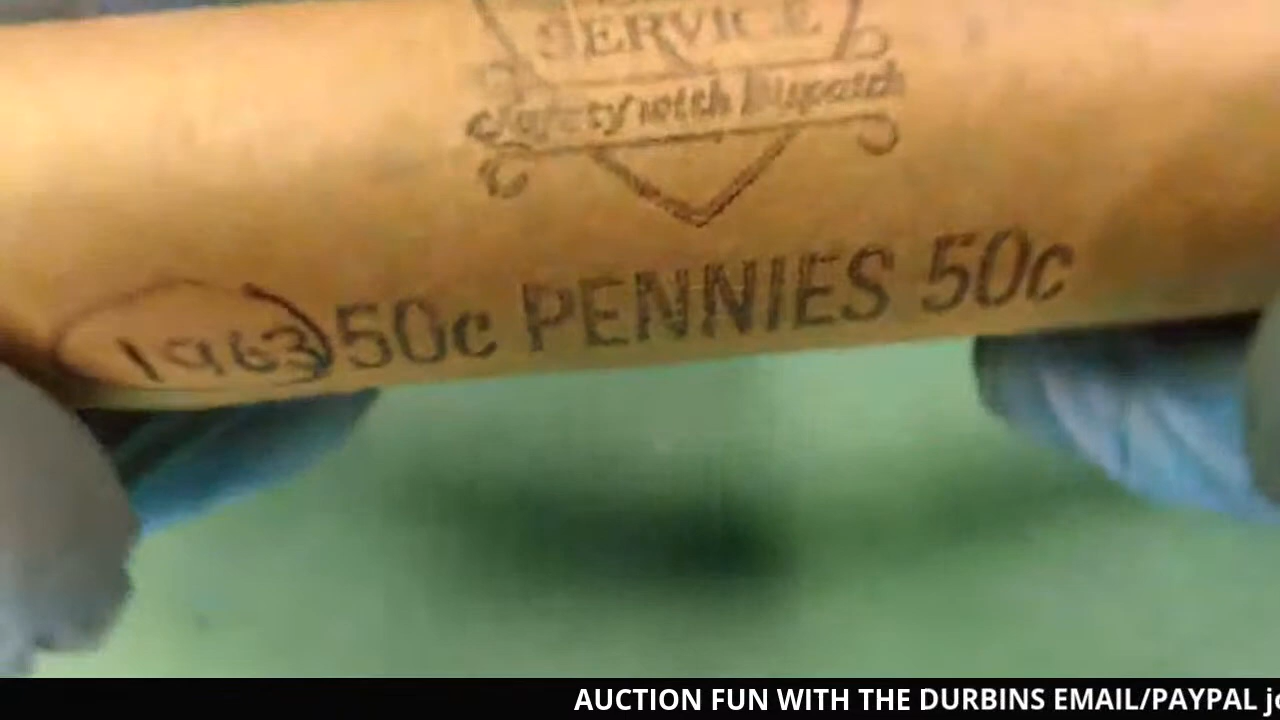 SERVICE
Safety with Dispatch
1963 50c PENNIES 50c
AUCTION FUN WITH THE DURBINS EMAIL/PAYPAL